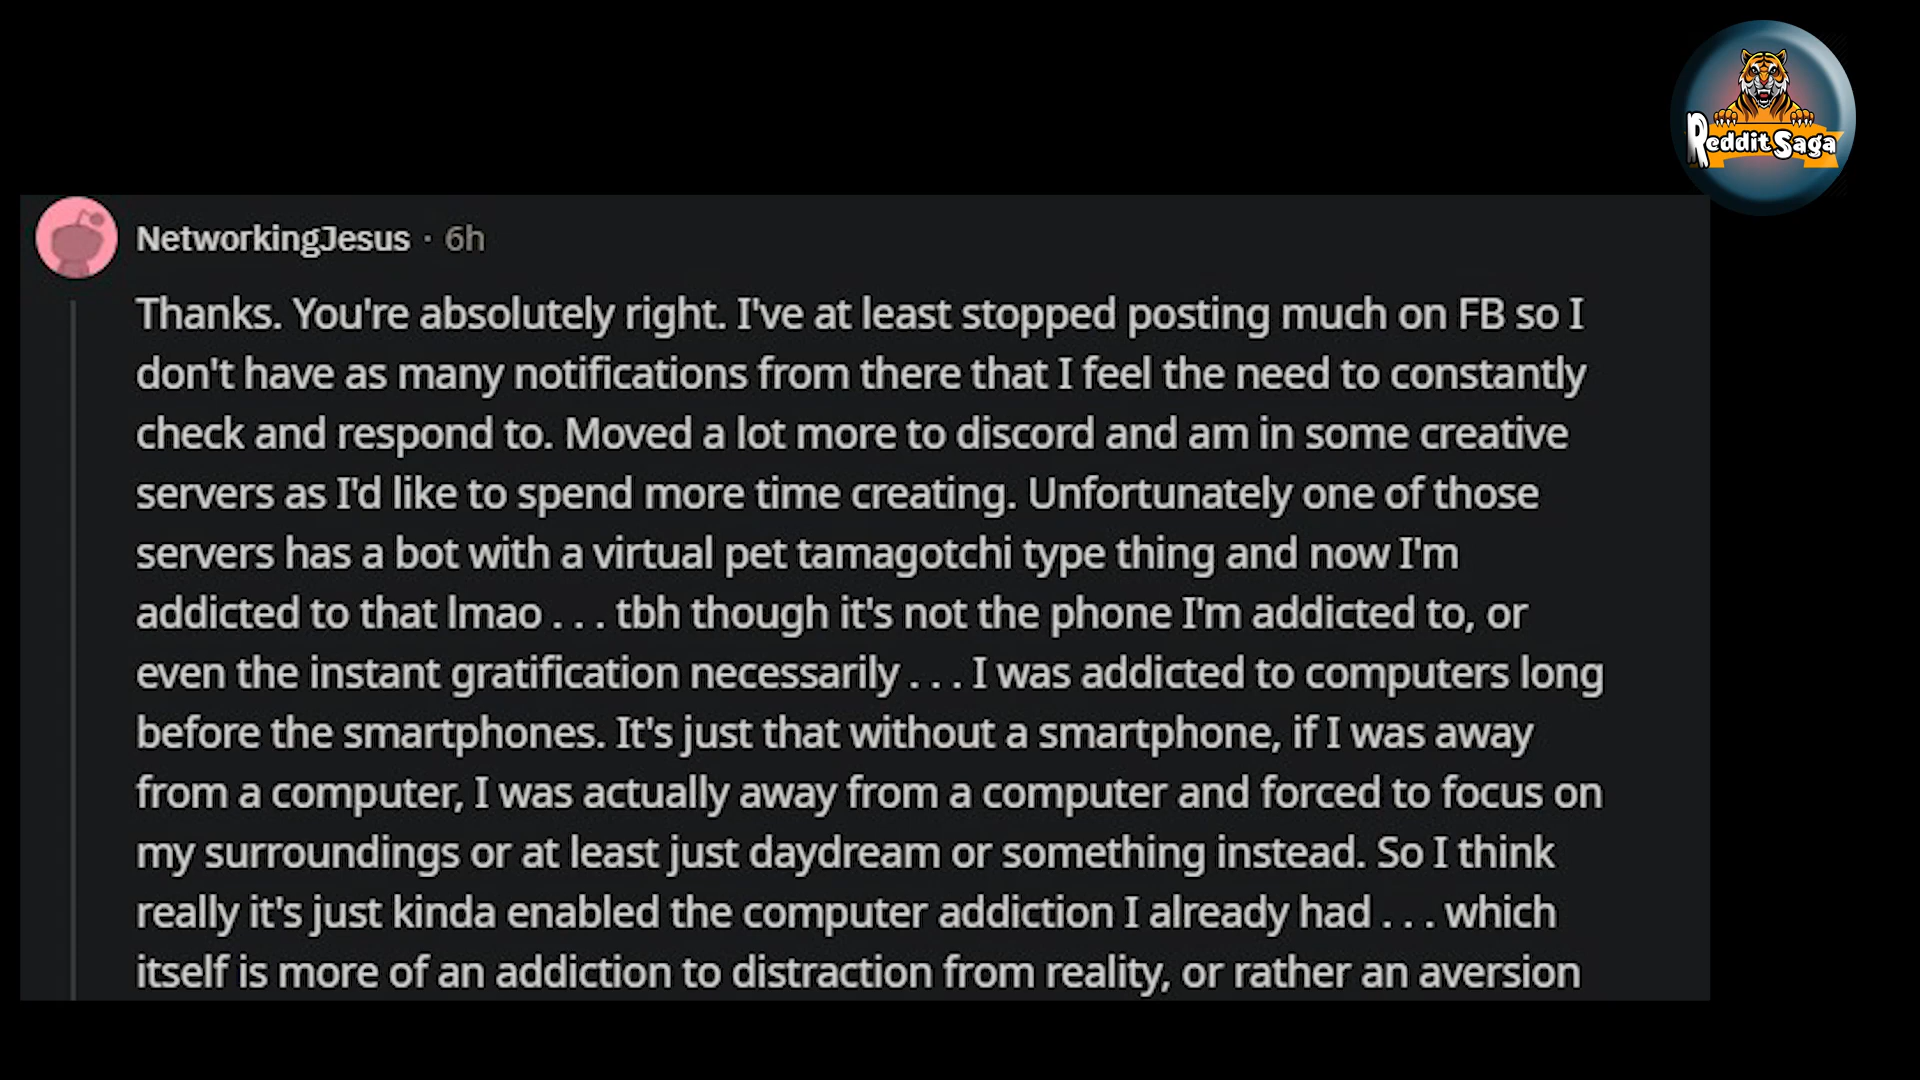 Reddit Saga
NetworkingJesus · 6h
Thanks. You're absolutely right. I've at least stopped posting much on FB so I
don't have as many notifications from there that I feel the need to constantly
check and respond to. Moved a lot more to discord and am in some creative
servers as I'd like to spend more time creating. Unfortunately one of those
servers has a bot with a virtual pet tamagotchi type thing and now I'm
addicted to that lmao . . . tbh though it's not the phone I'm addicted to, or
even the instant gratification necessarily . . . I was addicted to computers long
before the smartphones. It's just that without a smartphone, if I was away
from a computer, I was actually away from a computer and forced to focus on
my surroundings or at least just daydream or something instead. So I think
really it's just kinda enabled the computer addiction I already had . . . which
itself is more of an addiction to distraction from reality, or rather an aversion